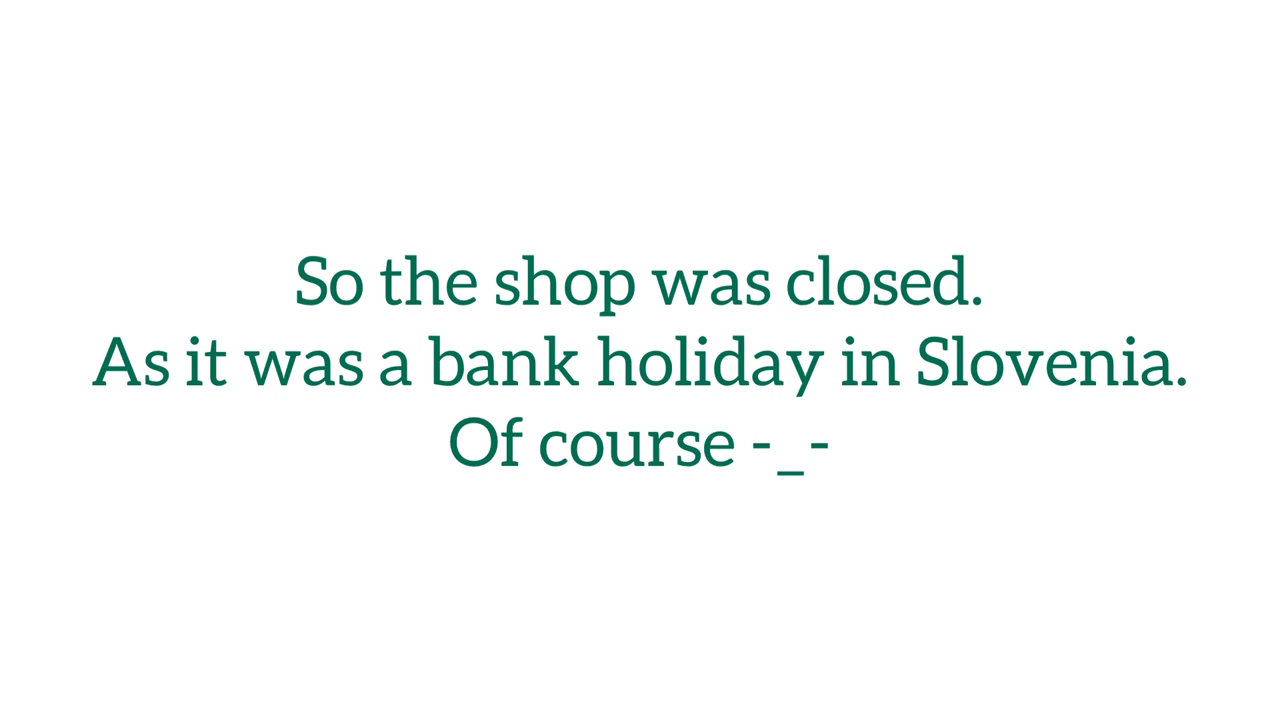 So the shop was closed.
As it was a bank holiday in Slovenia.
Of course -_-